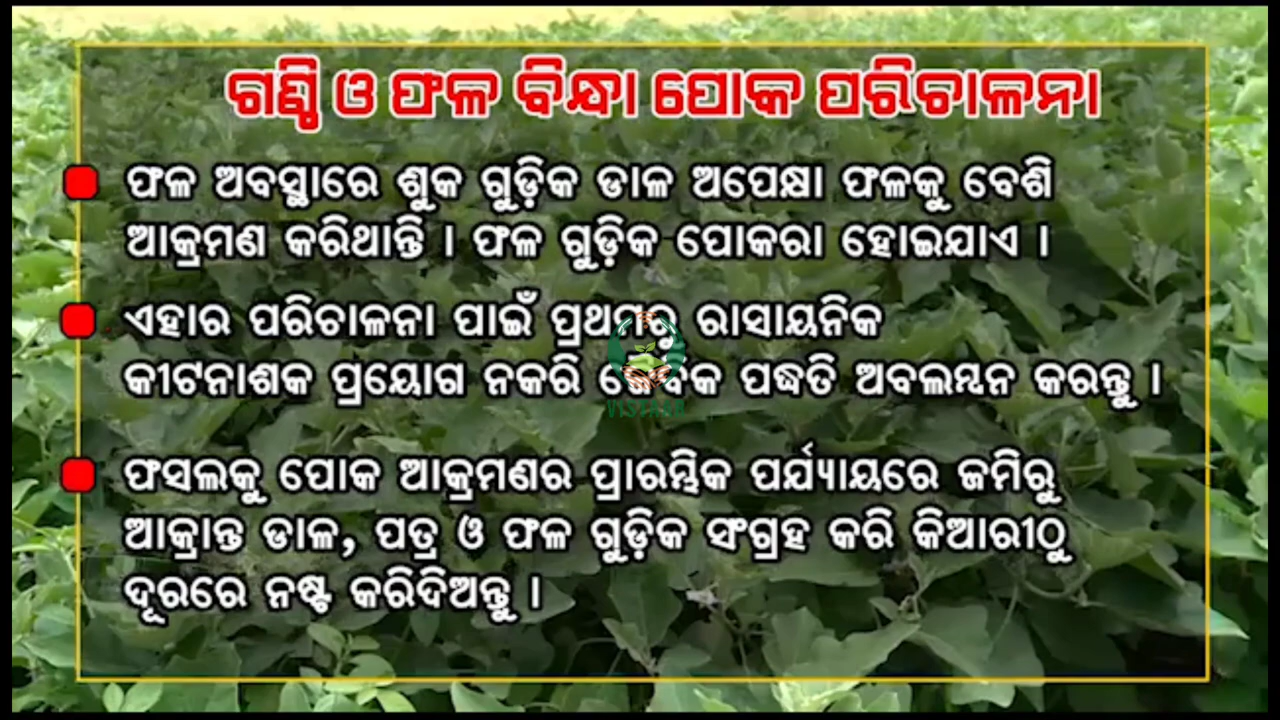 ଗଣ୍ଠି ଓ ଫଳ ବିନ୍ଧା ପୋକ ପରିଚାଳନା
ଫଳ ଅବସ୍ଥାରେ ଶୁକ ଗୁଡ଼ିକ ଡାଳ ଅପେକ୍ଷା ଫଳକୁ ବେଶି
ଆକ୍ରମଣ କରିଥାନ୍ତି । ଫଳ ଗୁଡ଼ିକ ପୋକରା ହୋଇଯାଏ ।
ଏହାର ପରିଚାଳନା ପାଇଁ ପ୍ରଥମରୁ ରାସାୟନିକ
କୀଟନାଶକ ପ୍ରୟୋଗ ନକରି ଜୈବିକ ପଦ୍ଧତି ଅବଲମ୍ବନ କରନ୍ତୁ ।
VISTAAR
ଫସଲକୁ ପୋକ ଆକ୍ରମଣର ପ୍ରାରମ୍ଭିକ ପର୍ଯ୍ୟାୟରେ ଜମିରୁ
ଆକ୍ରାନ୍ତ ଡାଳ, ପତ୍ର ଓ ଫଳ ଗୁଡ଼ିକ ସଂଗ୍ରହ କରି କିଆରୀଠୁ
ଦୂରରେ ନଷ୍ଟ କରିଦିଅନ୍ତୁ ।